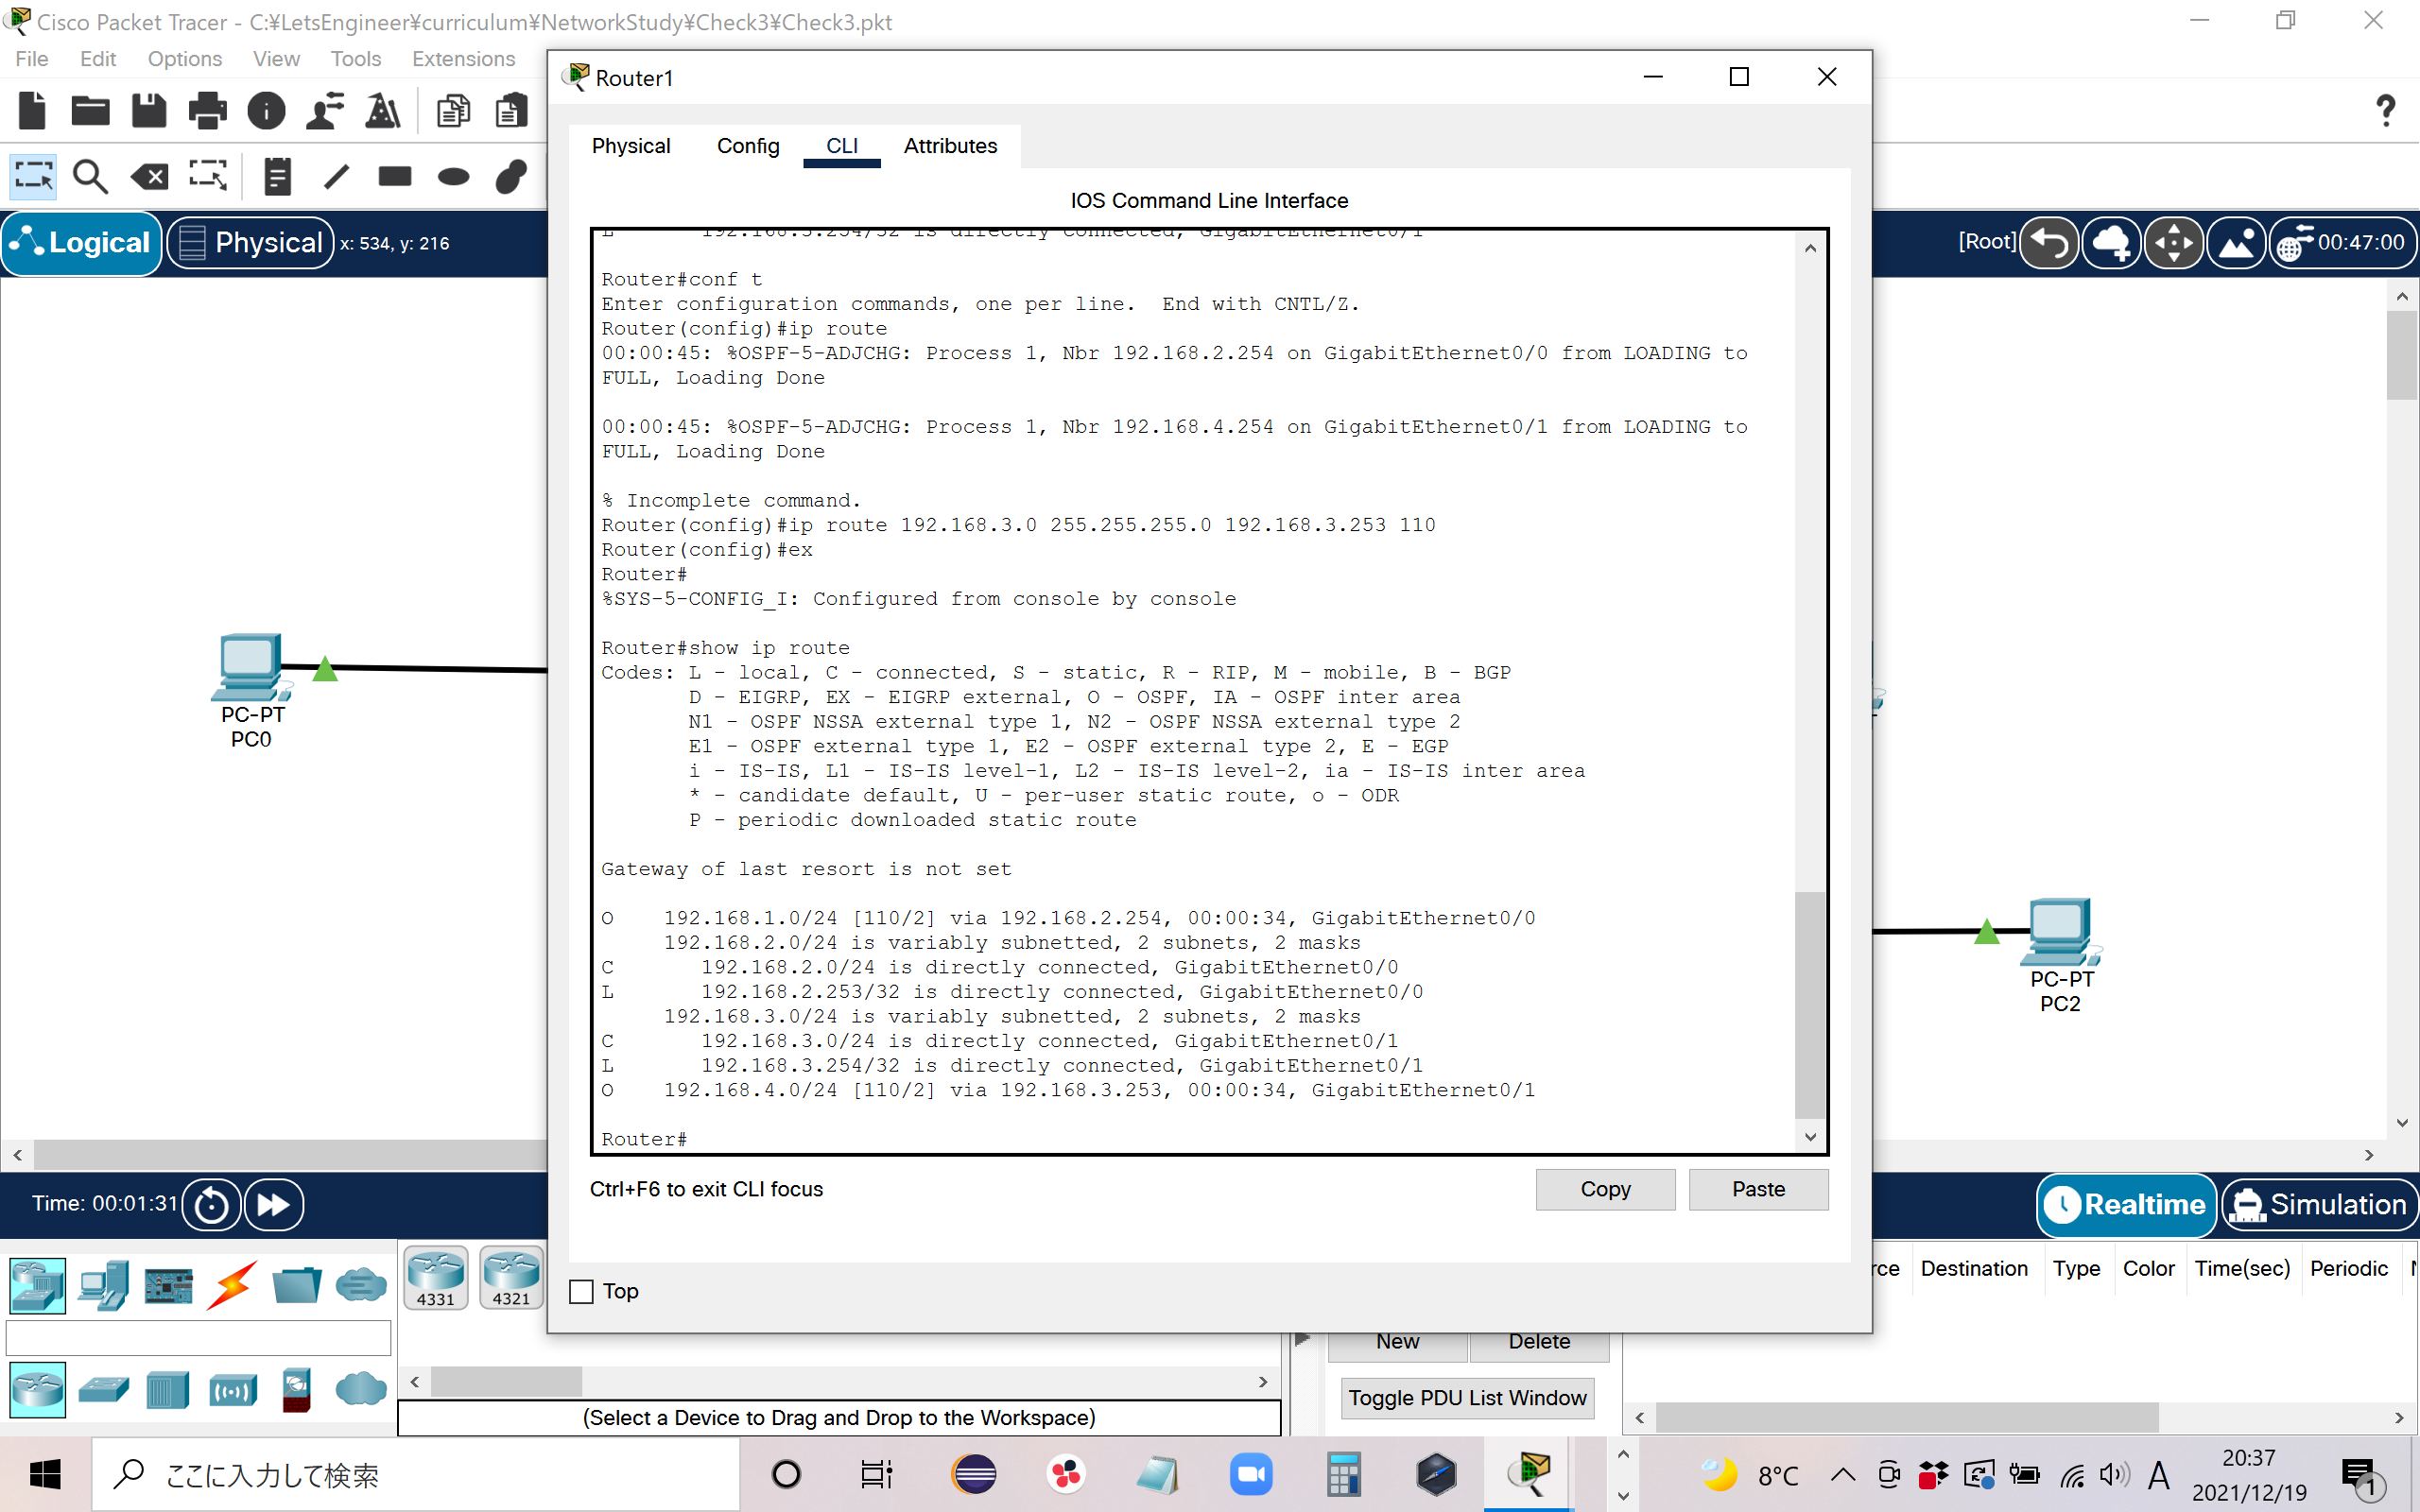 Cisco Packet Tracer - C:¥LetsEngineer¥curriculum¥NetworkStudy¥Check3¥Check3.pkt
File Edit Options View Tools Extensions
Router1
Physical Config CLI Attributes
IOS Command Line Interface
Logical Physical x: 534, y: 216
[Root] 00:47:00
L 192.168.3.254/32 is directly connected, GigabitEthernet0/1
Router#conf t
Enter configuration commands, one per line. End with CNTL/Z.
Router(config)#ip route
00:00:45: %OSPF-5-ADJCHG: Process 1, Nbr 192.168.2.254 on GigabitEthernet0/0 from LOADING to
FULL, Loading Done
00:00:45: %OSPF-5-ADJCHG: Process 1, Nbr 192.168.4.254 on GigabitEthernet0/1 from LOADING to
FULL, Loading Done
% Incomplete command.
Router(config)#ip route 192.168.3.0 255.255.255.0 192.168.3.253 110
Router(config)#ex
Router#
%SYS-5-CONFIG_I: Configured from console by console
Router#show ip route
Codes: L - local, C - connected, S - static, R - RIP, M - mobile, B - BGP
D - EIGRP, EX - EIGRP external, O - OSPF, IA - OSPF inter area
N1 - OSPF NSSA external type 1, N2 - OSPF NSSA external type 2
E1 - OSPF external type 1, E2 - OSPF external type 2, E - EGP
i - IS-IS, L1 - IS-IS level-1, L2 - IS-IS level-2, ia - IS-IS inter area
* - candidate default, U - per-user static route, o - ODR
P - periodic downloaded static route
Gateway of last resort is not set
O 192.168.1.0/24 [110/2] via 192.168.2.254, 00:00:34, GigabitEthernet0/0
192.168.2.0/24 is variably subnetted, 2 subnets, 2 masks
C 192.168.2.0/24 is directly connected, GigabitEthernet0/0
L 192.168.2.253/32 is directly connected, GigabitEthernet0/0
192.168.3.0/24 is variably subnetted, 2 subnets, 2 masks
C 192.168.3.0/24 is directly connected, GigabitEthernet0/1
L 192.168.3.254/32 is directly connected, GigabitEthernet0/1
O 192.168.4.0/24 [110/2] via 192.168.3.253, 00:00:34, GigabitEthernet0/1
Router#
PC-PT
PC0
PC-PT
PC2
Ctrl+F6 to exit CLI focus
Copy Paste
Top
Time: 00:01:31
Realtime Simulation
4331 4321
rce Destination Type Color Time(sec) Periodic
New Delete
Toggle PDU List Window
(Select a Device to Drag and Drop to the Workspace)
ここに入力して検索
8°C
A
20:37
2021/12/19
1